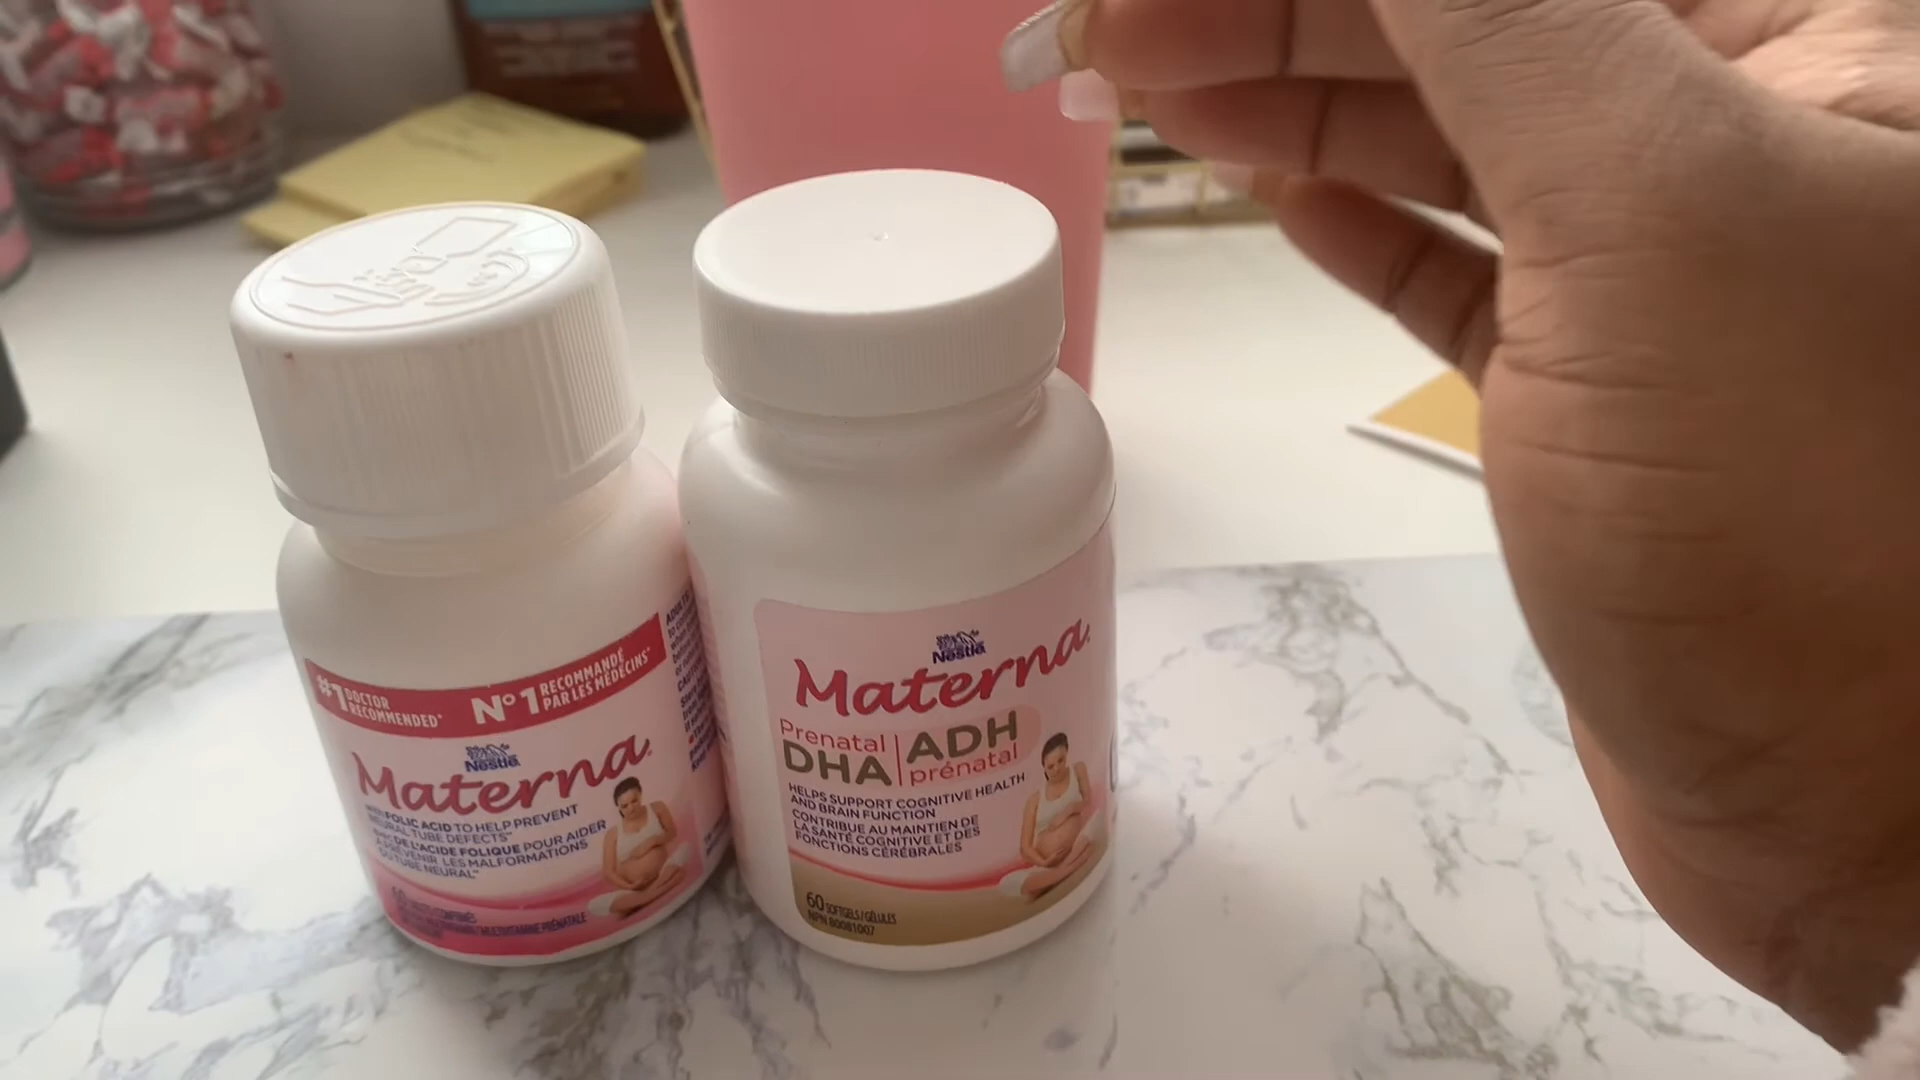 #1 DOCTOR
RECOMMENDED*
N° 1 RECOMMANDÉ
PAR LES MÉDECINS*
Nestlé
Materna
FOLIC ACID TO HELP PREVENT
NEURAL TUBE DEFECTS
DE L'ACIDE FOLIQUE POUR AIDER
À PRÉVENIR LES MALFORMATIONS
DU TUBE NEURAL
60
Nestlé
Materna
Prenatal
DHA
ADH
prénatal
HELPS SUPPORT COGNITIVE HEALTH
AND BRAIN FUNCTION
CONTRIBUE AU MAINTIEN DE
LA SANTÉ COGNITIVE ET DES
FONCTIONS CÉRÉBRALES
60 SOFTGELS/GÉLULES
NPN 80081007